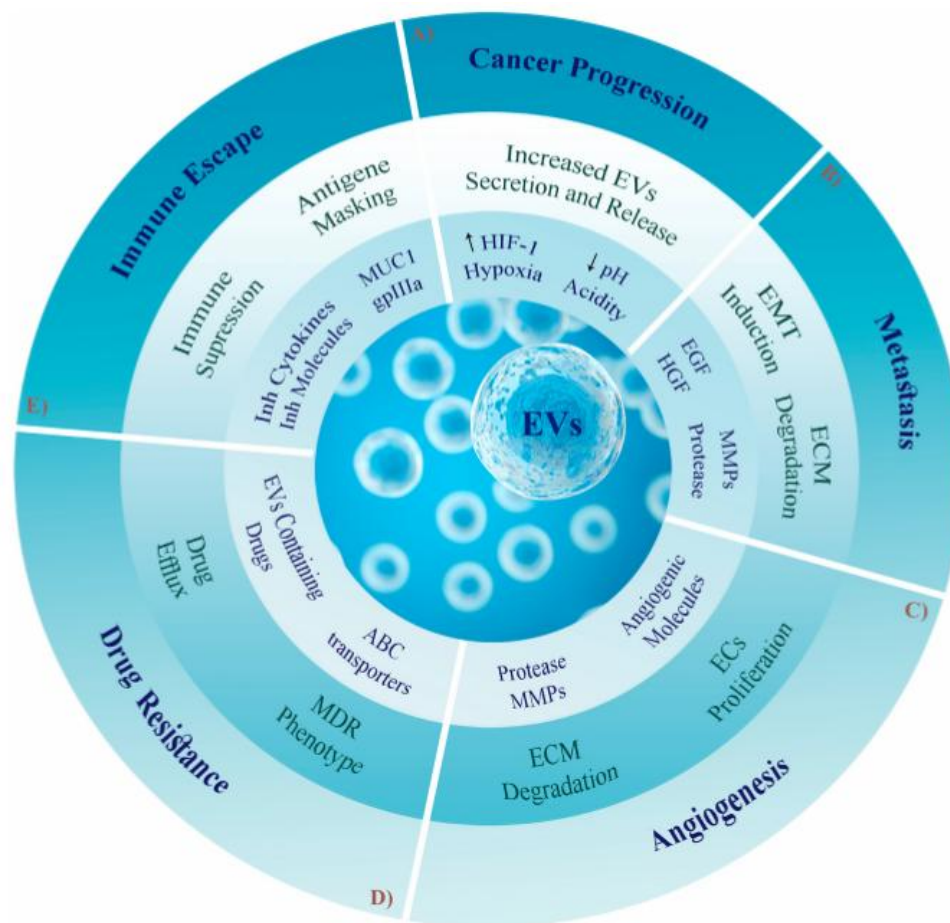 A)
Cancer Progression
Increased EVs
Secretion and Release
↑ HIF-1
Hypoxia
↓ pH
Acidity
B)
Metastasis
EMT
Induction
ECM
Degradation
EGF
HGF
MMPs
Protease
C)
Angiogenesis
ECs
Proliferation
ECM
Degradation
Angiogenic
Molecules
Protease
MMPs
D)
Drug Resistance
MDR
Phenotype
Drug
Efflux
ABC
transporters
EVs Containing
Drugs
E)
Immune Escape
Immune
Supression
Antigene
Masking
Inh Cytokines
Inh Molecules
MUC1
gpIIIa
EVs